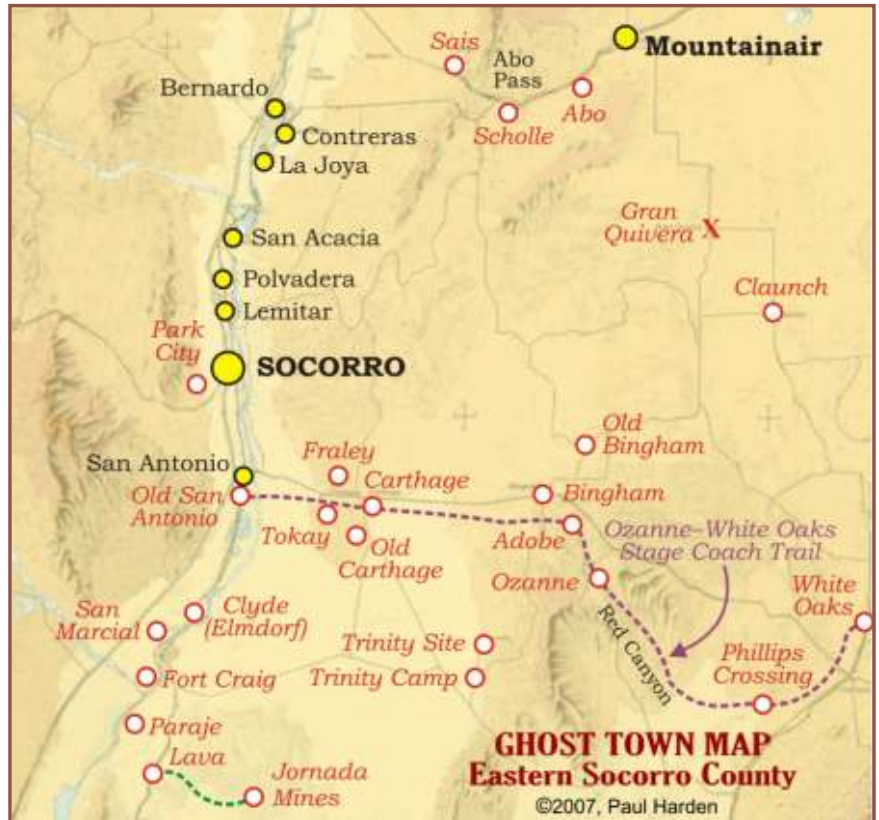 Sais
Abo
Pass
Mountainair
Bernardo
Contreras
Scholle
Abo
La Joya
Gran
Quivera
X
San Acacia
Polvadera
Claunch
Lemitar
Park
City
SOCORRO
Old
Bingham
San Antonio
Fraley
Carthage
Bingham
Old San
Antonio
Tokay
Old
Carthage
Adobe
Ozanne-White Oaks
Stage Coach Trail
Ozanne
White
Oaks
San
Marcial
Clyde
(Elmdorf)
Red Canyon
Trinity Site
Phillips
Crossing
Fort Craig
Trinity Camp
Paraje
Lava
Jornada
Mines
GHOST TOWN MAP
Eastern Socorro County
©2007, Paul Harden